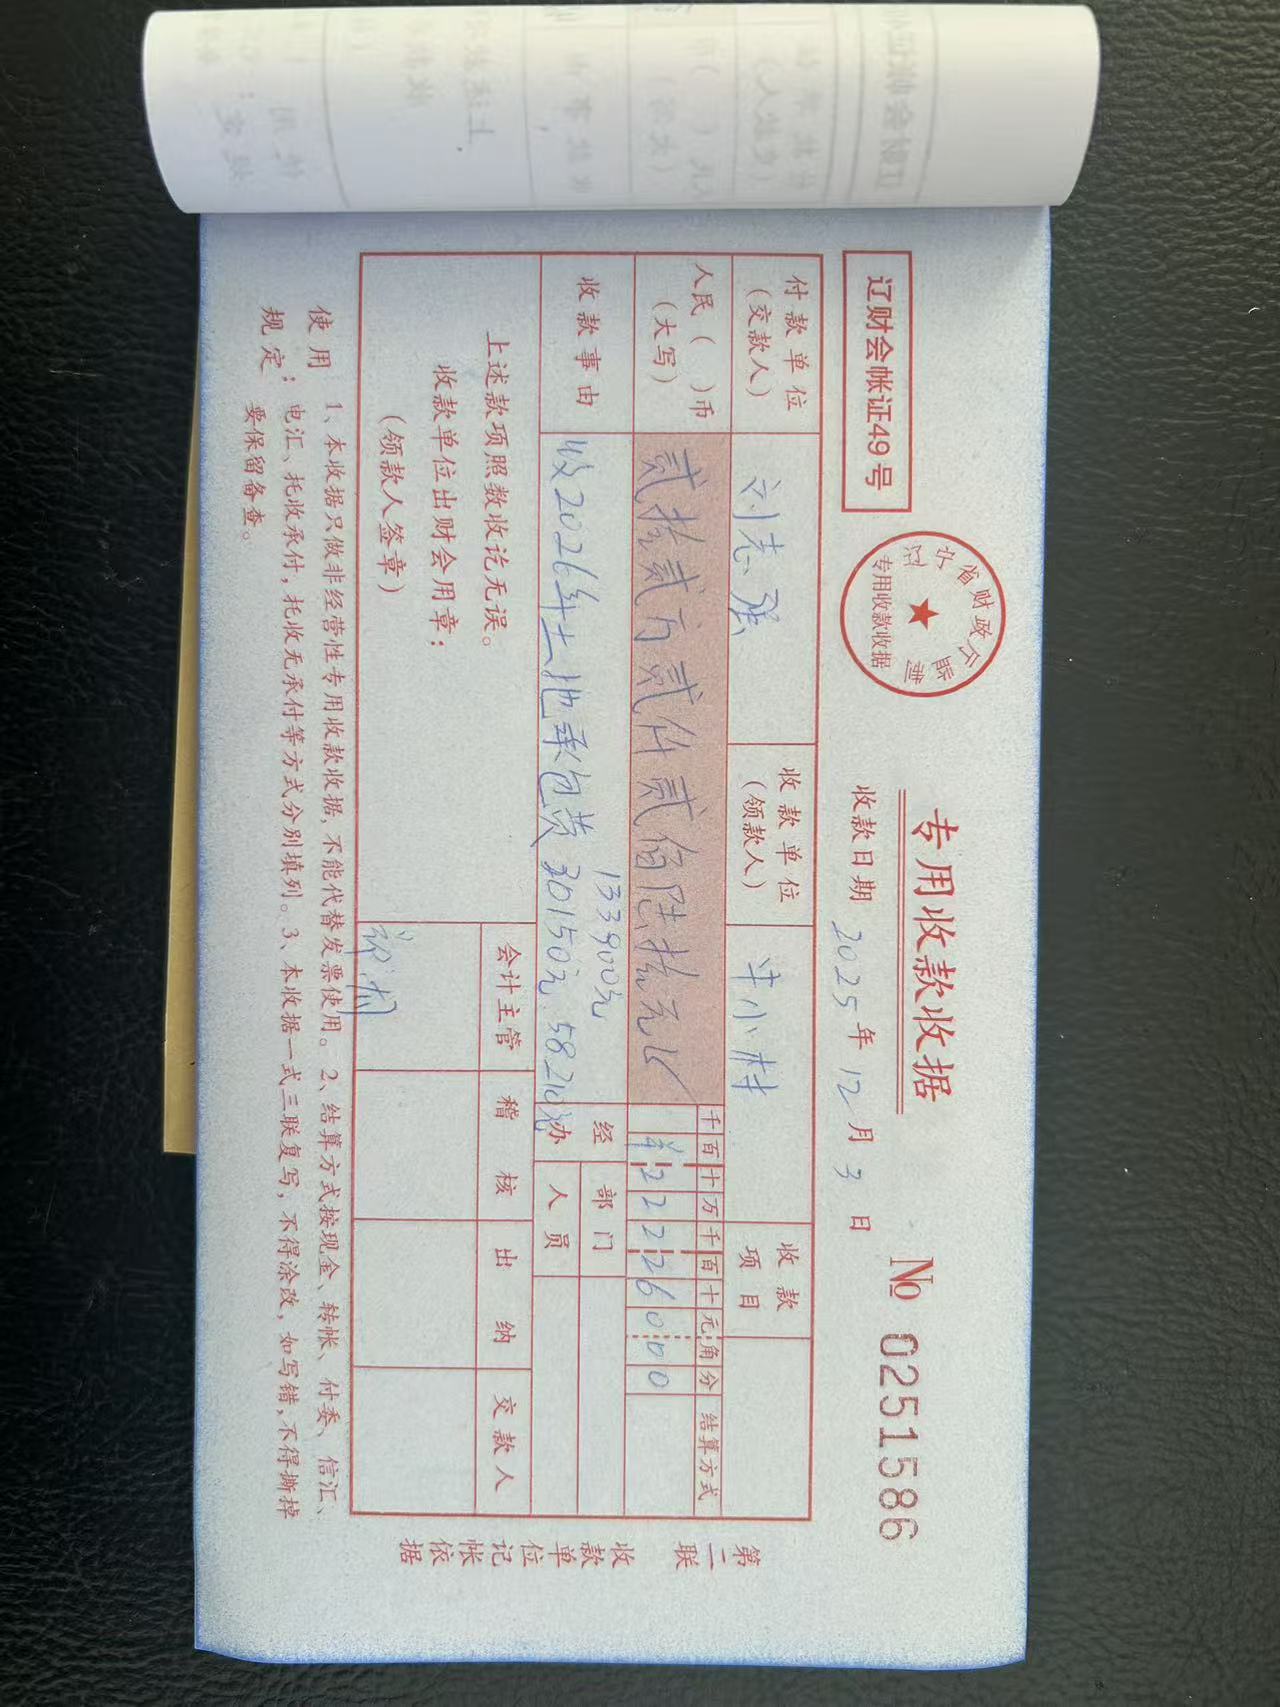 辽财会帐证49号
辽宁省财政厅监制
专用收款收据
专用收款收据
收款日期 2025年12月3日
№ 0251586
付款单位
(交款人)
刘志强
收款单位
(领款人)
收款
项目
人民( )币
(大写)
贰拾贰万贰仟贰佰陆拾元
千百十万千百十元角分
¥22226000
结算方式
收款事由
133900元
收2026年土地承包费30150元 58210元
经办
部门
人员
上述款项照数收讫无误。
收款单位出财会用章:
(领款人签章)
会计主管
稽核
出纳
交款人
第二联 收款单位记帐依据
使用规定:
1、本收据只做非经营性专用收款收据,不能代替发票使用。2、结算方式按现金、转帐、付委、信汇、
电汇、托收承付,托收无承付等方式分别填列。3、本收据一式三联复写,不得涂改,如写错,不得撕掉
要保留备查。